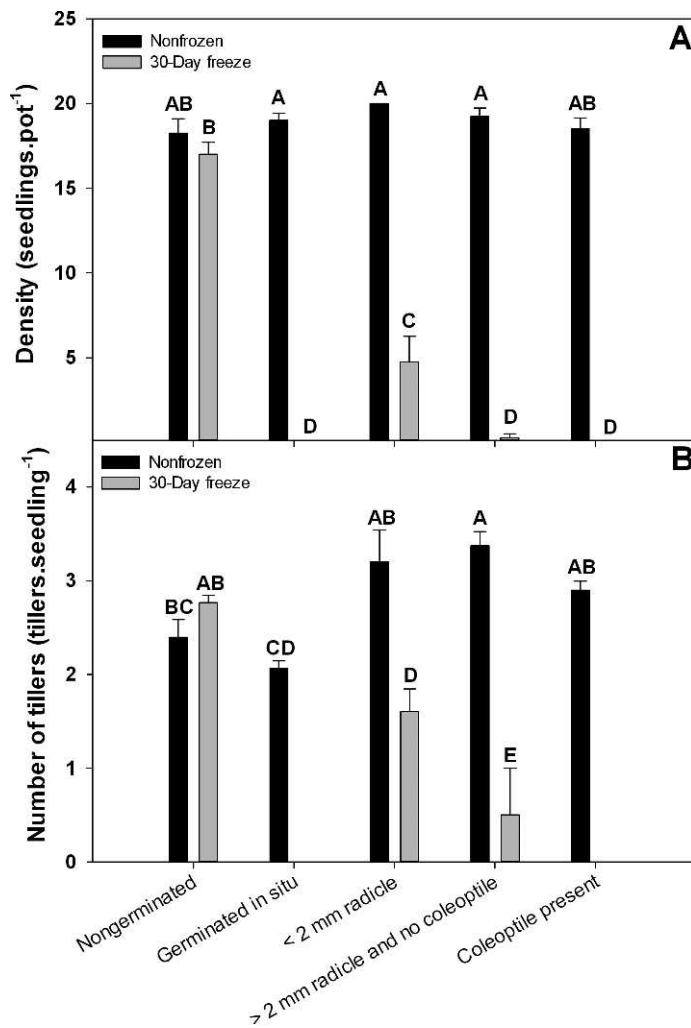 25
Nonfrozen
30-Day freeze
A
20
AB
B
A
A
A
AB
15
10
5
C
D
D
D
Density (seedlings.pot-1)
Nonfrozen
30-Day freeze
B
4
AB
A
AB
3
BC
AB
CD
2
D
1
E
0
Number of tillers (tillers.seedling-1)
Nongerminated
Germinated in situ
< 2 mm radicle
> 2 mm radicle and no coleoptile
Coleoptile present